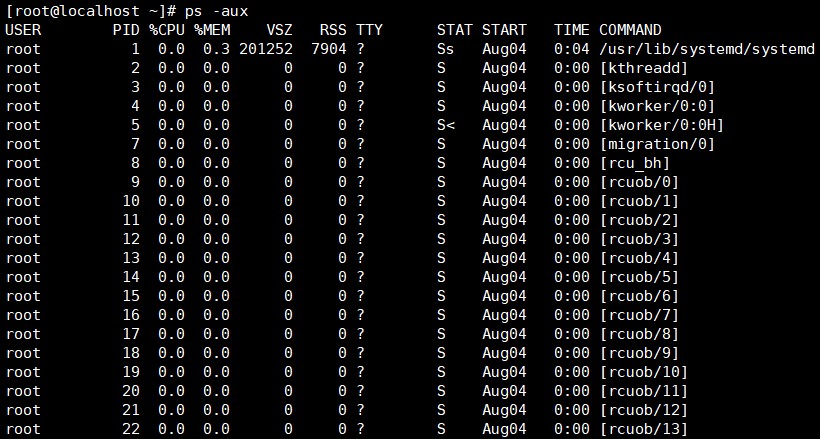 [root@localhost ~]# ps -aux
USER       PID %CPU %MEM    VSZ   RSS TTY      STAT START   TIME COMMAND
root         1  0.0  0.3 201252  7904 ?        Ss   Aug04   0:04 /usr/lib/systemd/systemd
root         2  0.0  0.0      0     0 ?        S    Aug04   0:00 [kthreadd]
root         3  0.0  0.0      0     0 ?        S    Aug04   0:00 [ksoftirqd/0]
root         4  0.0  0.0      0     0 ?        S    Aug04   0:00 [kworker/0:0]
root         5  0.0  0.0      0     0 ?        S<   Aug04   0:00 [kworker/0:0H]
root         7  0.0  0.0      0     0 ?        S    Aug04   0:00 [migration/0]
root         8  0.0  0.0      0     0 ?        S    Aug04   0:00 [rcu_bh]
root         9  0.0  0.0      0     0 ?        S    Aug04   0:00 [rcuob/0]
root        10  0.0  0.0      0     0 ?        S    Aug04   0:00 [rcuob/1]
root        11  0.0  0.0      0     0 ?        S    Aug04   0:00 [rcuob/2]
root        12  0.0  0.0      0     0 ?        S    Aug04   0:00 [rcuob/3]
root        13  0.0  0.0      0     0 ?        S    Aug04   0:00 [rcuob/4]
root        14  0.0  0.0      0     0 ?        S    Aug04   0:00 [rcuob/5]
root        15  0.0  0.0      0     0 ?        S    Aug04   0:00 [rcuob/6]
root        16  0.0  0.0      0     0 ?        S    Aug04   0:00 [rcuob/7]
root        17  0.0  0.0      0     0 ?        S    Aug04   0:00 [rcuob/8]
root        18  0.0  0.0      0     0 ?        S    Aug04   0:00 [rcuob/9]
root        19  0.0  0.0      0     0 ?        S    Aug04   0:00 [rcuob/10]
root        20  0.0  0.0      0     0 ?        S    Aug04   0:00 [rcuob/11]
root        21  0.0  0.0      0     0 ?        S    Aug04   0:00 [rcuob/12]
root        22  0.0  0.0      0     0 ?        S    Aug04   0:00 [rcuob/13]